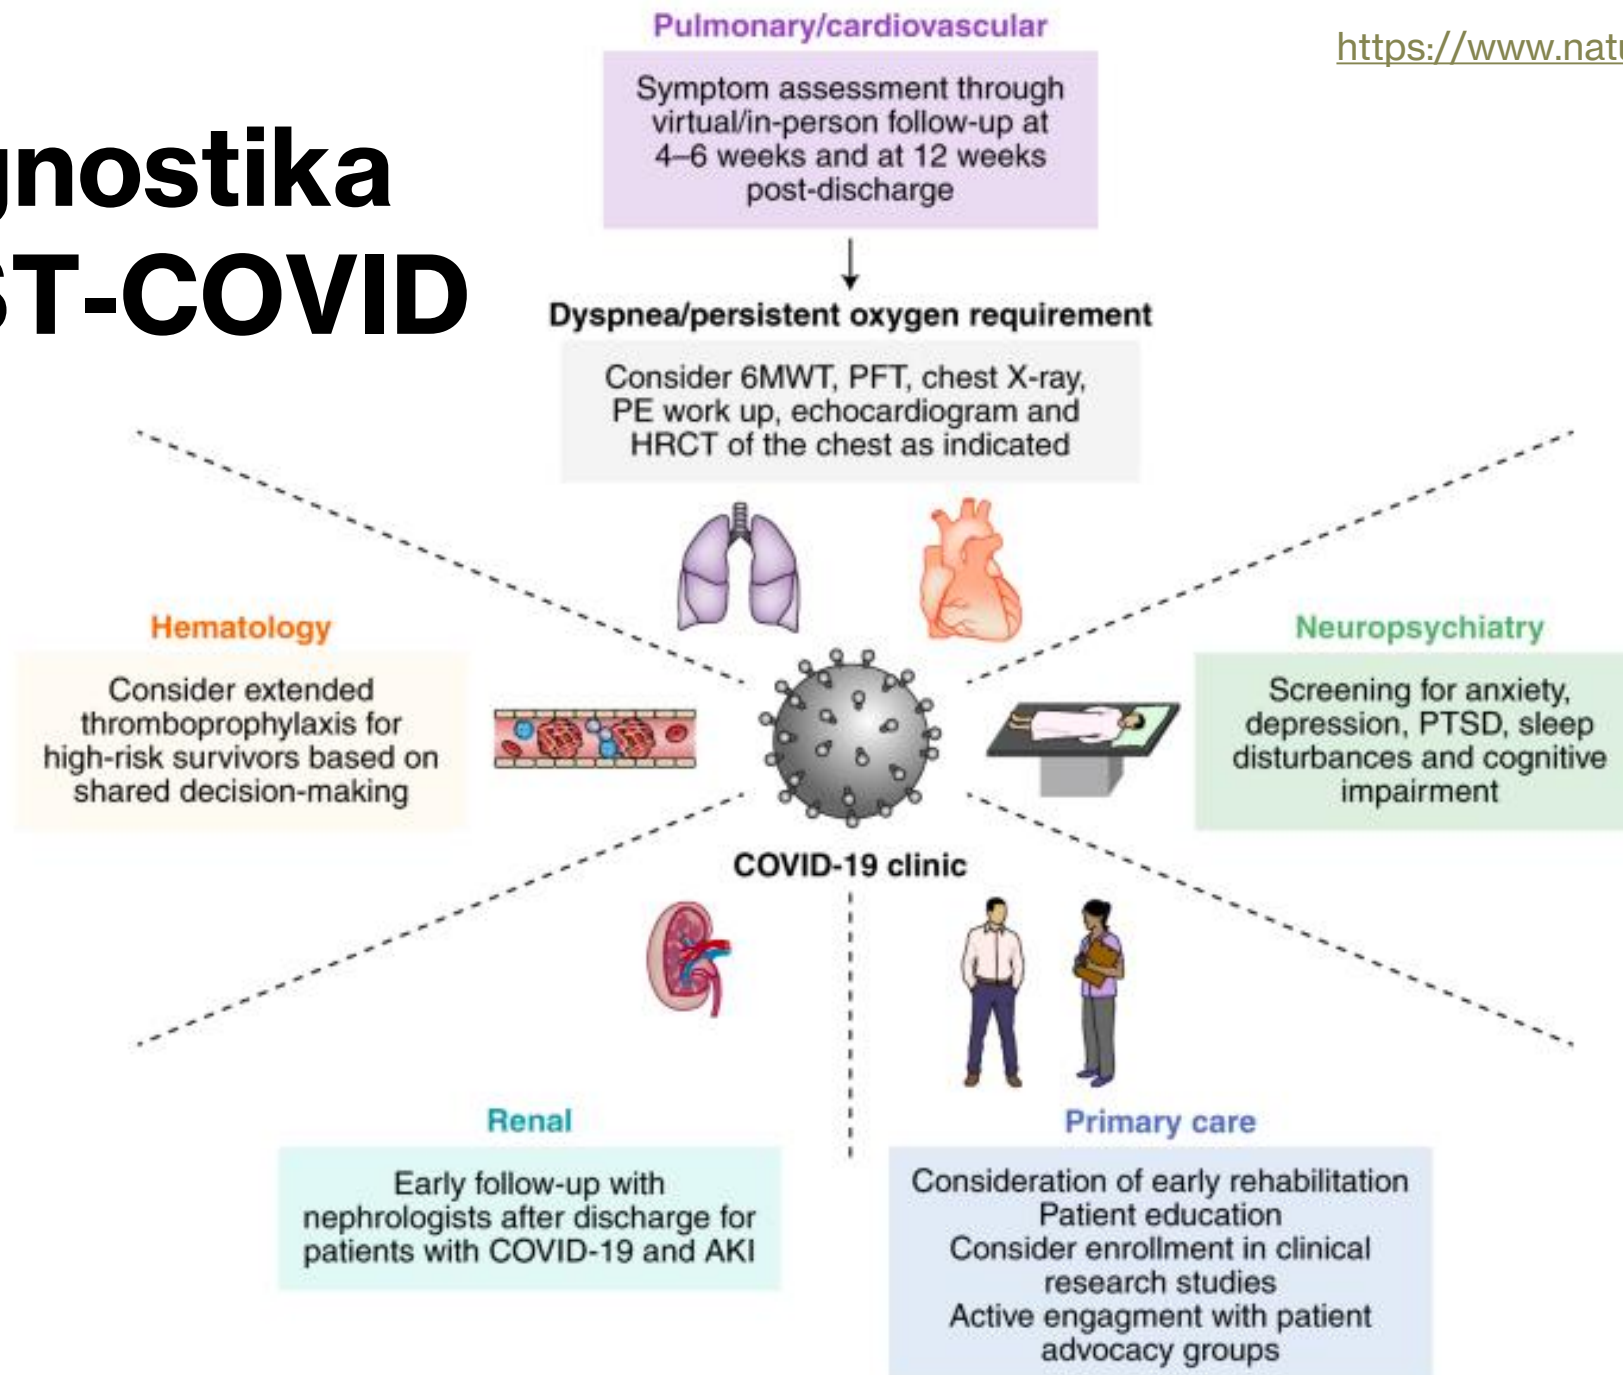 gnostika
ST-COVID
https://www.natu
Pulmonary/cardiovascular
Symptom assessment through
virtual/in-person follow-up at
4–6 weeks and at 12 weeks
post-discharge
Dyspnea/persistent oxygen requirement
Consider 6MWT, PFT, chest X-ray,
PE work up, echocardiogram and
HRCT of the chest as indicated
Hematology
Consider extended
thromboprophylaxis for
high-risk survivors based on
shared decision-making
Neuropsychiatry
Screening for anxiety,
depression, PTSD, sleep
disturbances and cognitive
impairment
COVID-19 clinic
Renal
Early follow-up with
nephrologists after discharge for
patients with COVID-19 and AKI
Primary care
Consideration of early rehabilitation
Patient education
Consider enrollment in clinical
research studies
Active engagment with patient
advocacy groups